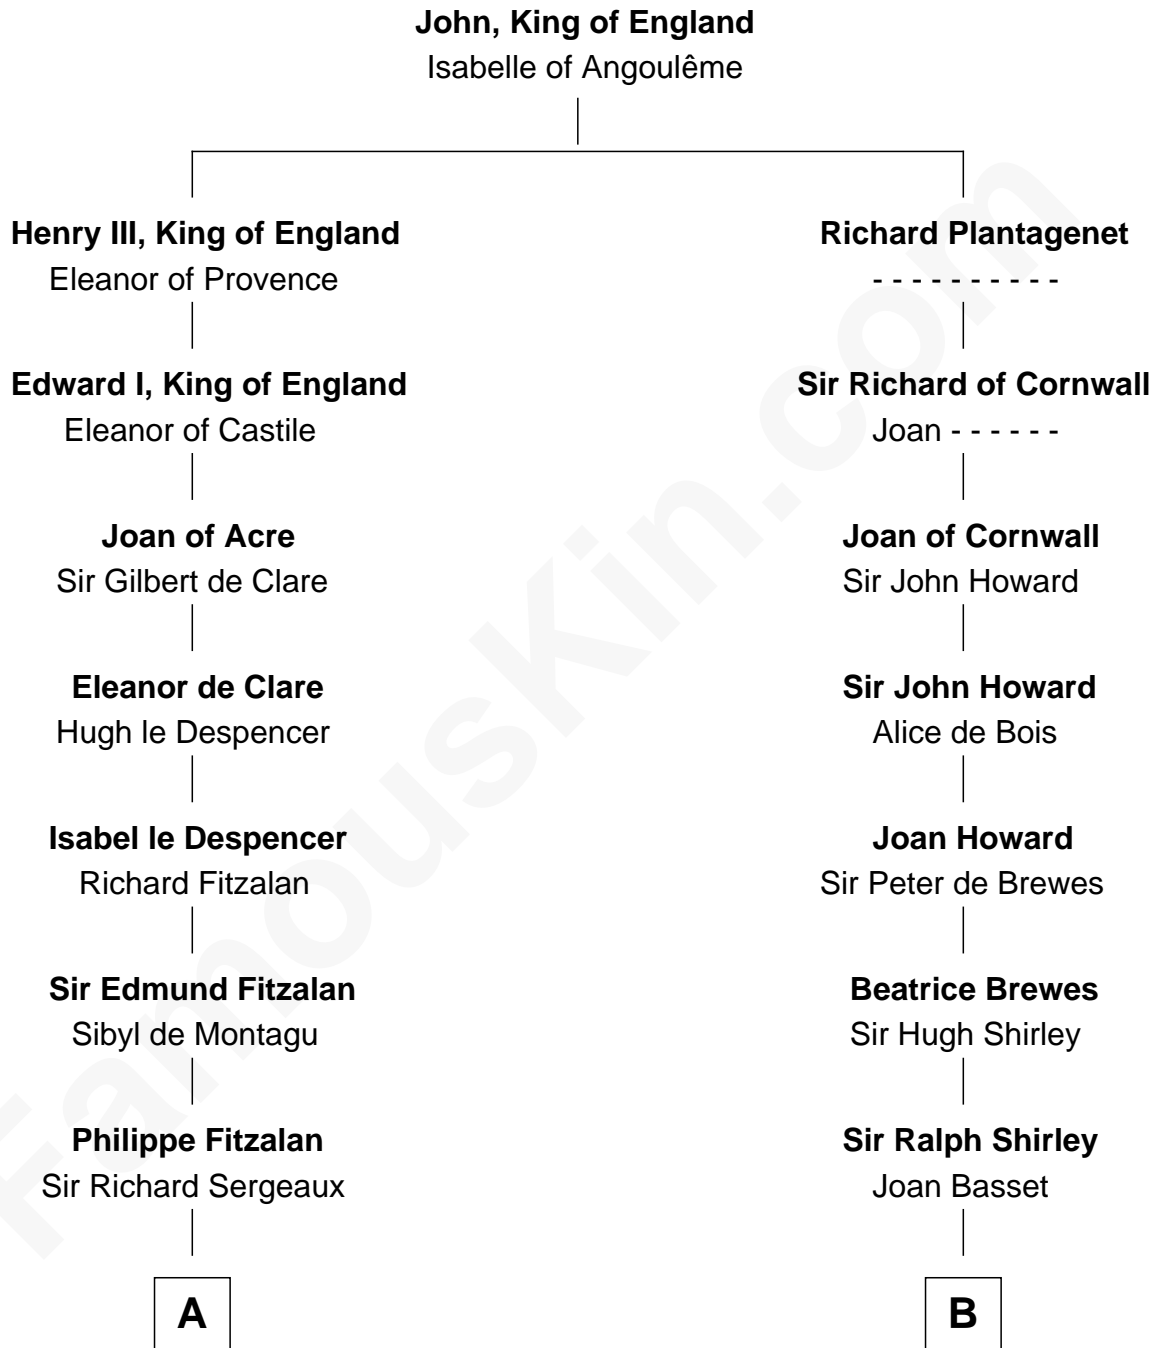 John, King of England
Isabelle of Angoulême
Henry III, King of England
Eleanor of Provence
Richard Plantagenet
- - - - - - - - - -
Edward I, King of England
Eleanor of Castile
Sir Richard of Cornwall
Joan - - - - - -
Joan of Acre
Sir Gilbert de Clare
Joan of Cornwall
Sir John Howard
Eleanor de Clare
Hugh le Despencer
Sir John Howard
Alice de Bois
Isabel le Despencer
Richard Fitzalan
Joan Howard
Sir Peter de Brewes
Sir Edmund Fitzalan
Sibyl de Montagu
Beatrice Brewes
Sir Hugh Shirley
Philippe Fitzalan
Sir Richard Sergeaux
Sir Ralph Shirley
Joan Basset
A
B
FamousKin.com